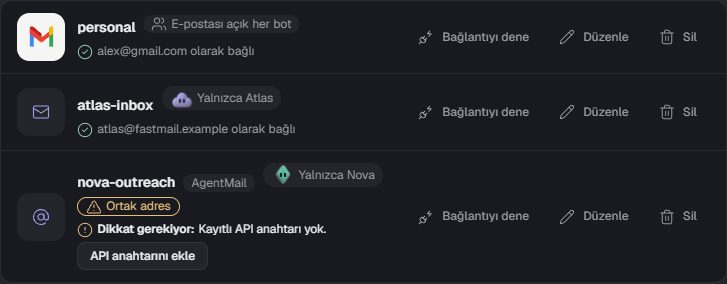 personal E-postası açık her bot
alex@gmail.com olarak bağlı
Bağlantıyı dene Düzenle Sil
atlas-inbox Yalnızca Atlas
atlas@fastmail.example olarak bağlı
Bağlantıyı dene Düzenle Sil
nova-outreach AgentMail Yalnızca Nova
Ortak adres
Dikkat gerekiyor: Kayıtlı API anahtarı yok.
API anahtarını ekle
Bağlantıyı dene Düzenle Sil